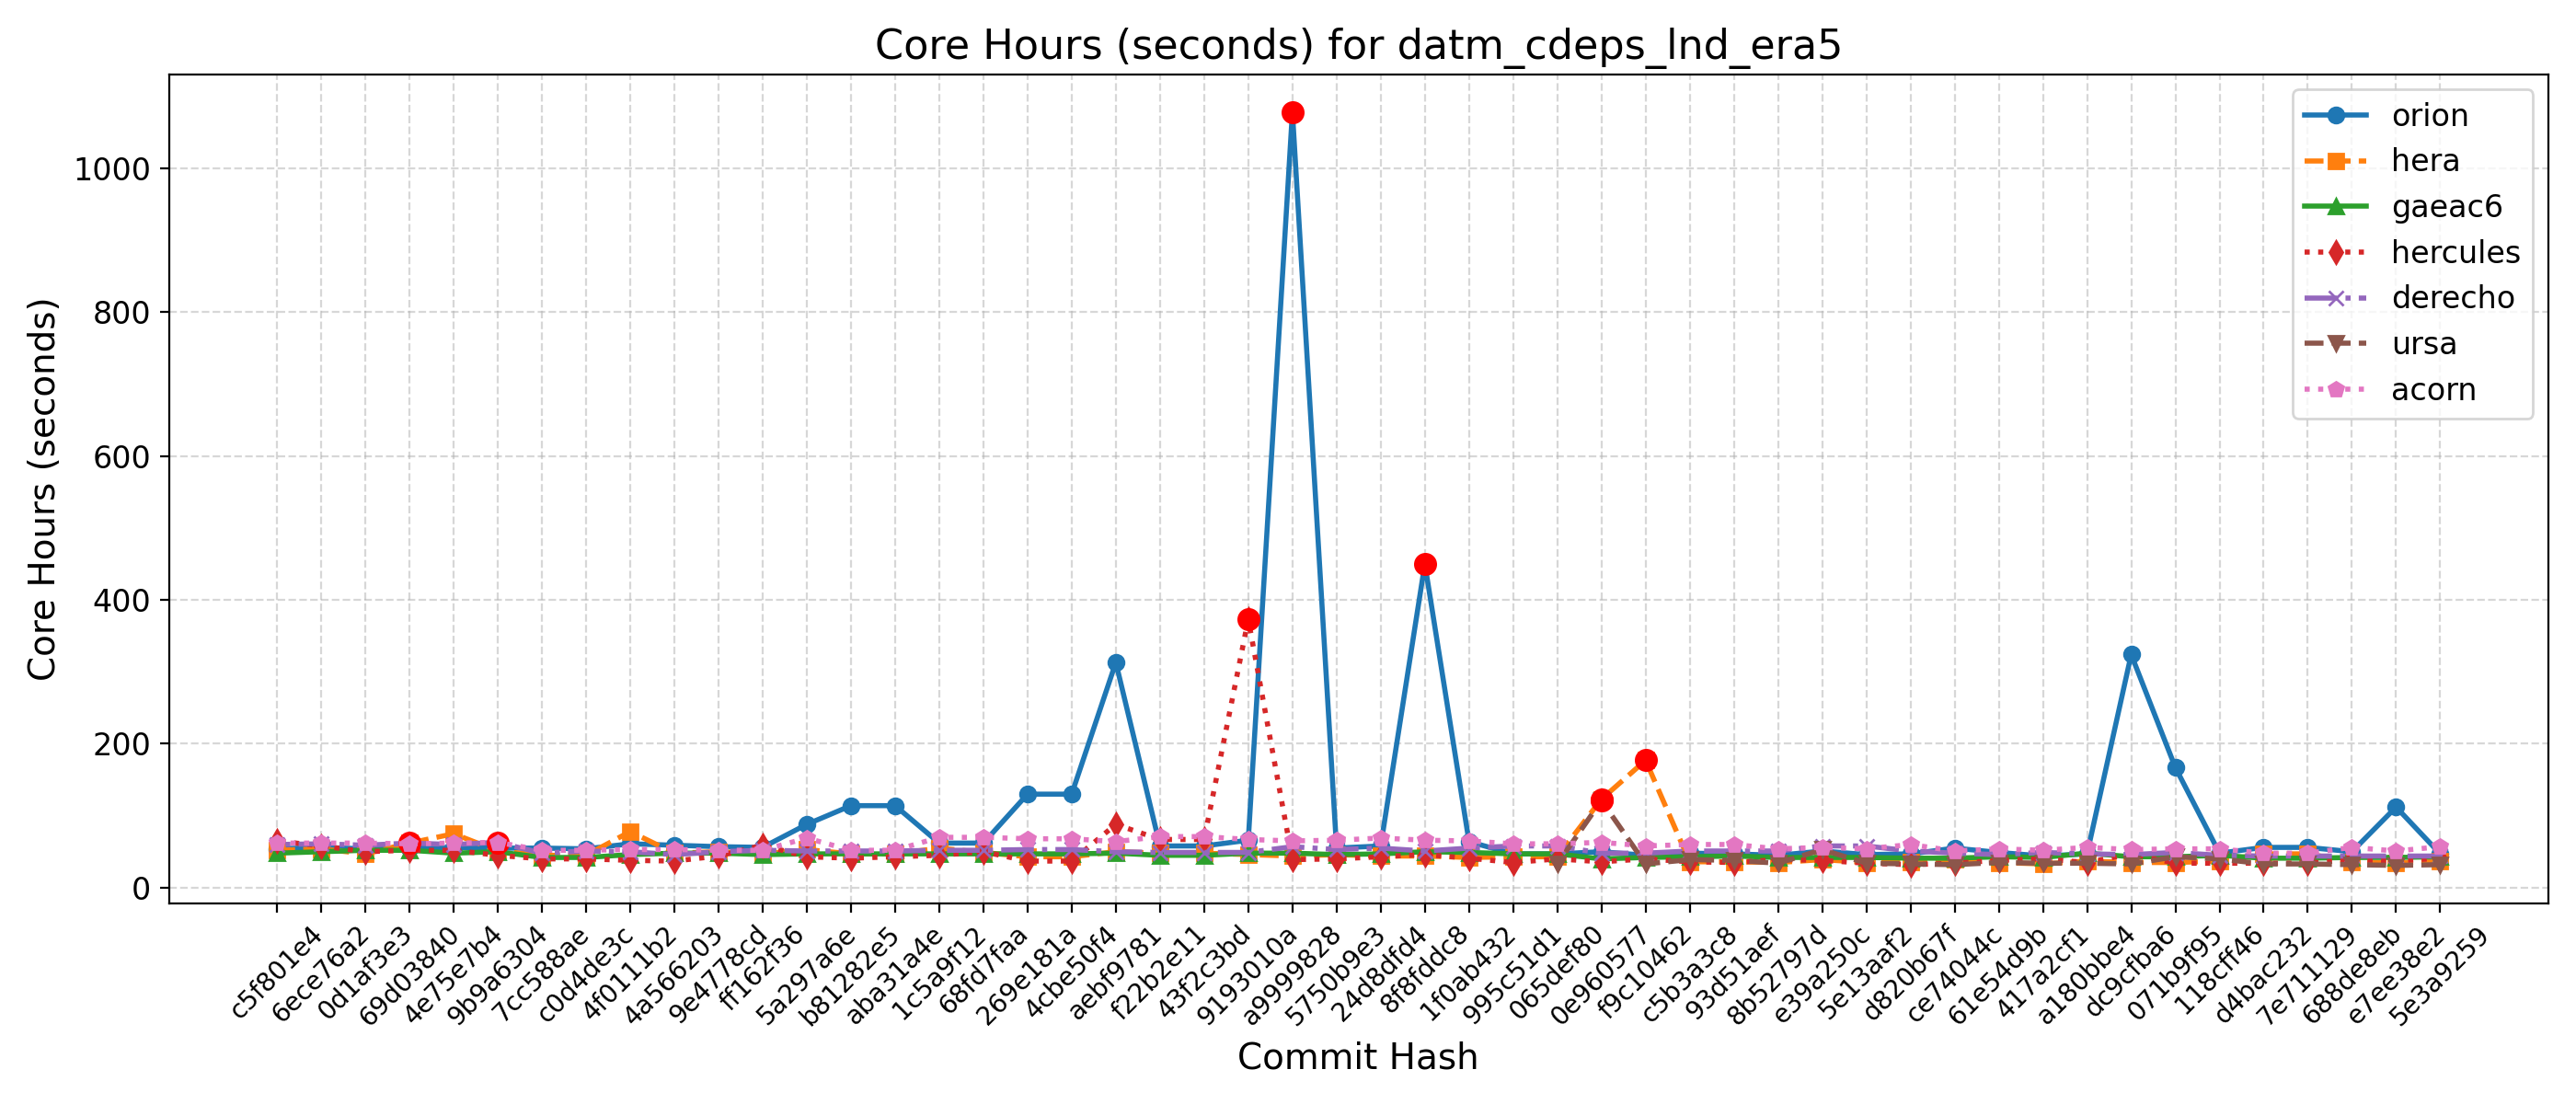 Core Hours (seconds) for datm_cdeps_lnd_era5
Core Hours (seconds)
1000
800
600
400
200
0
orion
hera
gaeac6
hercules
derecho
ursa
acorn
c5f801e4
6ece76a2
0d1af3e3
69d03840
4e75e7b4
9b9a6304
7cc588ae
c0d4de3c
4f0111b2
4a566203
9e4778cd
ff162f36
5a297a6e
b81282e5
aba31a4e
1c5a9f12
68fd7faa
269e181a
4cbe50f4
aebf9781
f22b2e11
43f2c3bd
9193010a
a9999828
5750b9e3
24d8dfd4
8f8fddc8
1f0ab432
995c51d1
065def80
0e960577
f9c10462
c5b3a3c8
93d51aef
8b52797d
e39a250c
5e13aaf2
d820b67f
ce74044c
61e54d9b
417a2cf1
a180bbe4
dc9cfba6
071b9f95
118cff46
d4bac232
7e711129
688de8eb
e7ee38e2
5e3a9259
Commit Hash